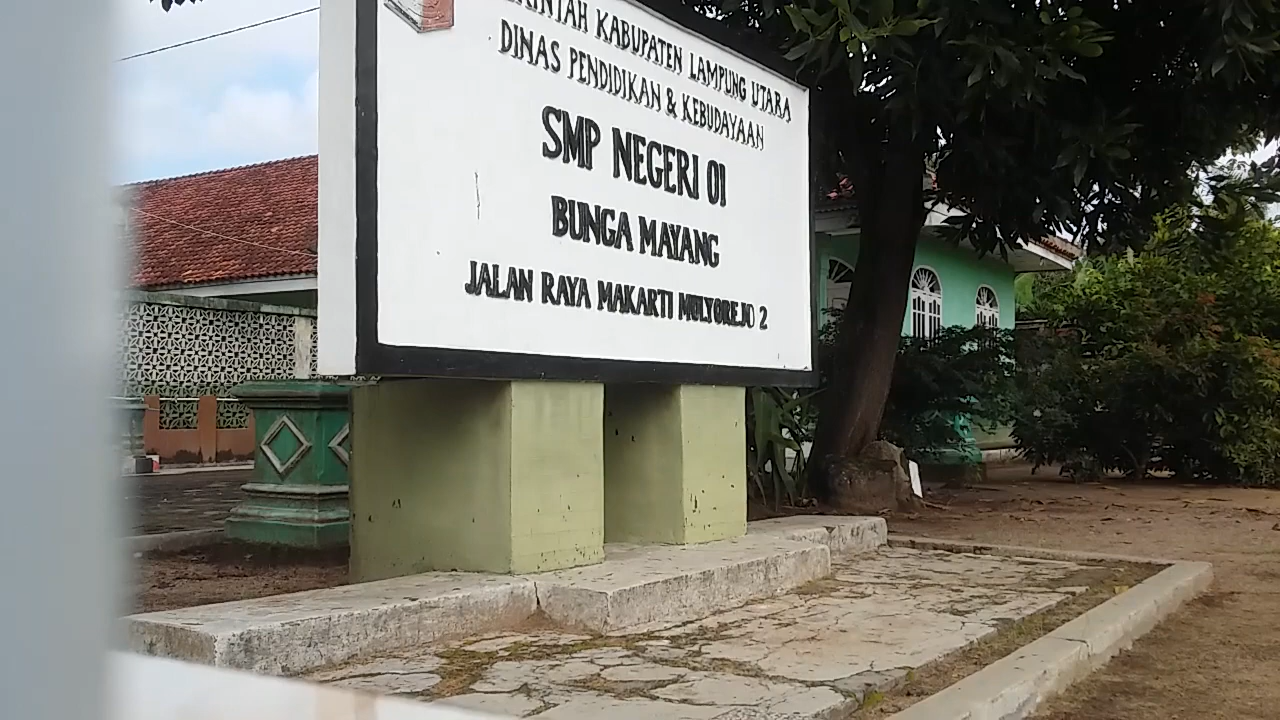 KABUPATEN LAMPUNG UTARA
DINAS PENDIDIKAN & KEBUDAYAAN
SMP NEGERI 01
BUNGA MAYANG
JALAN RAYA MAKARTI MULYOREJO 2